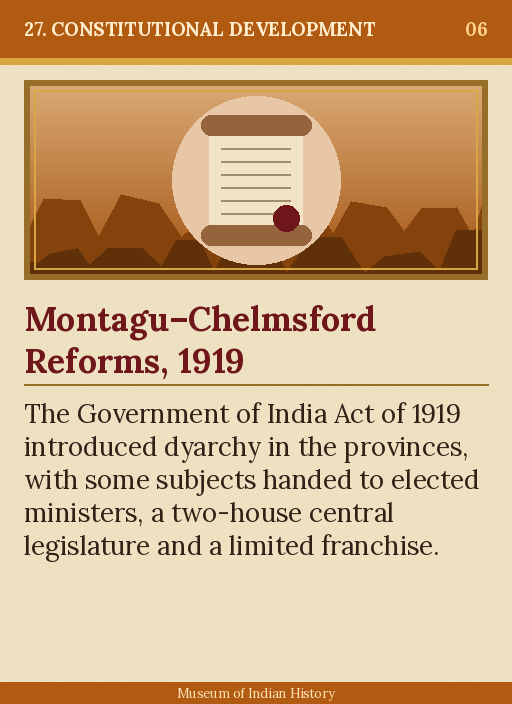 27. CONSTITUTIONAL DEVELOPMENT 06
Montagu–Chelmsford
Reforms, 1919
The Government of India Act of 1919
introduced dyarchy in the provinces,
with some subjects handed to elected
ministers, a two-house central
legislature and a limited franchise.
Museum of Indian History